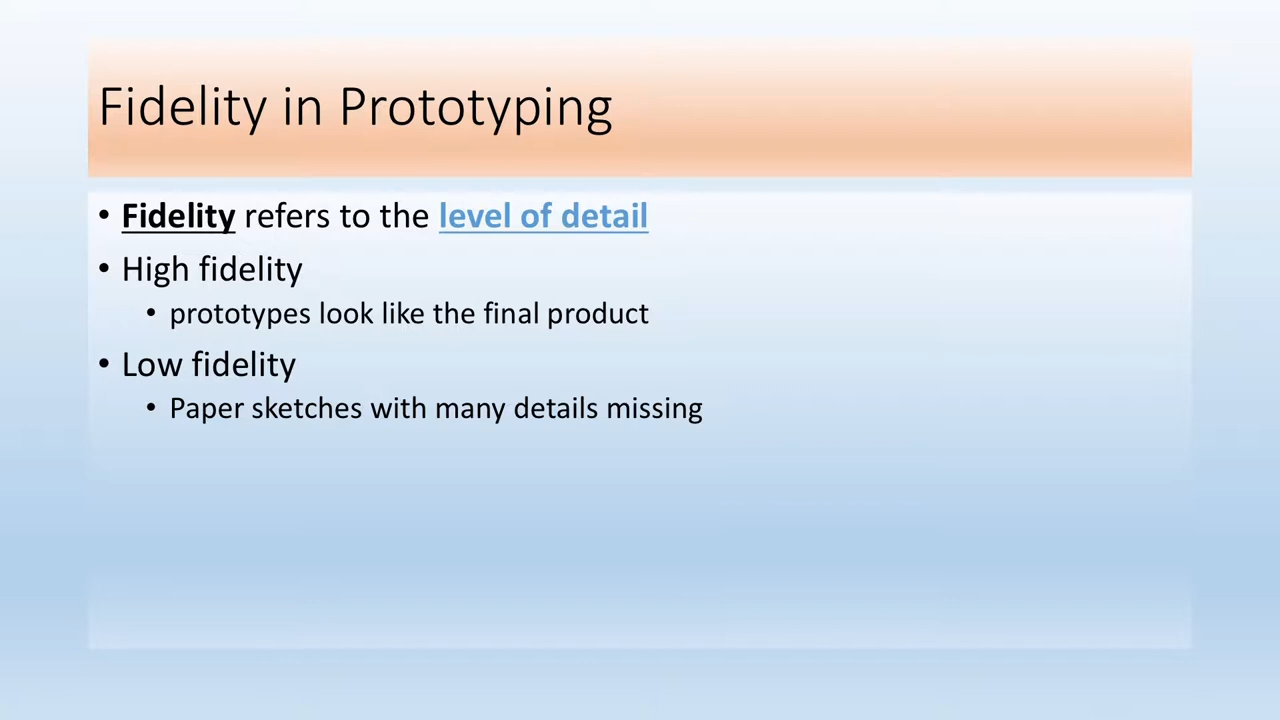 Fidelity in Prototyping
• Fidelity refers to the level of detail
• High fidelity
• prototypes look like the final product
• Low fidelity
• Paper sketches with many details missing